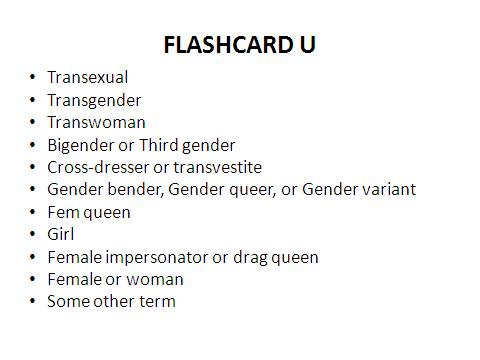 FLASHCARD U
• Transexual
• Transgender
• Transwoman
• Bigender or Third gender
• Cross-dresser or transvestite
• Gender bender, Gender queer, or Gender variant
• Fem queen
• Girl
• Female impersonator or drag queen
• Female or woman
• Some other term